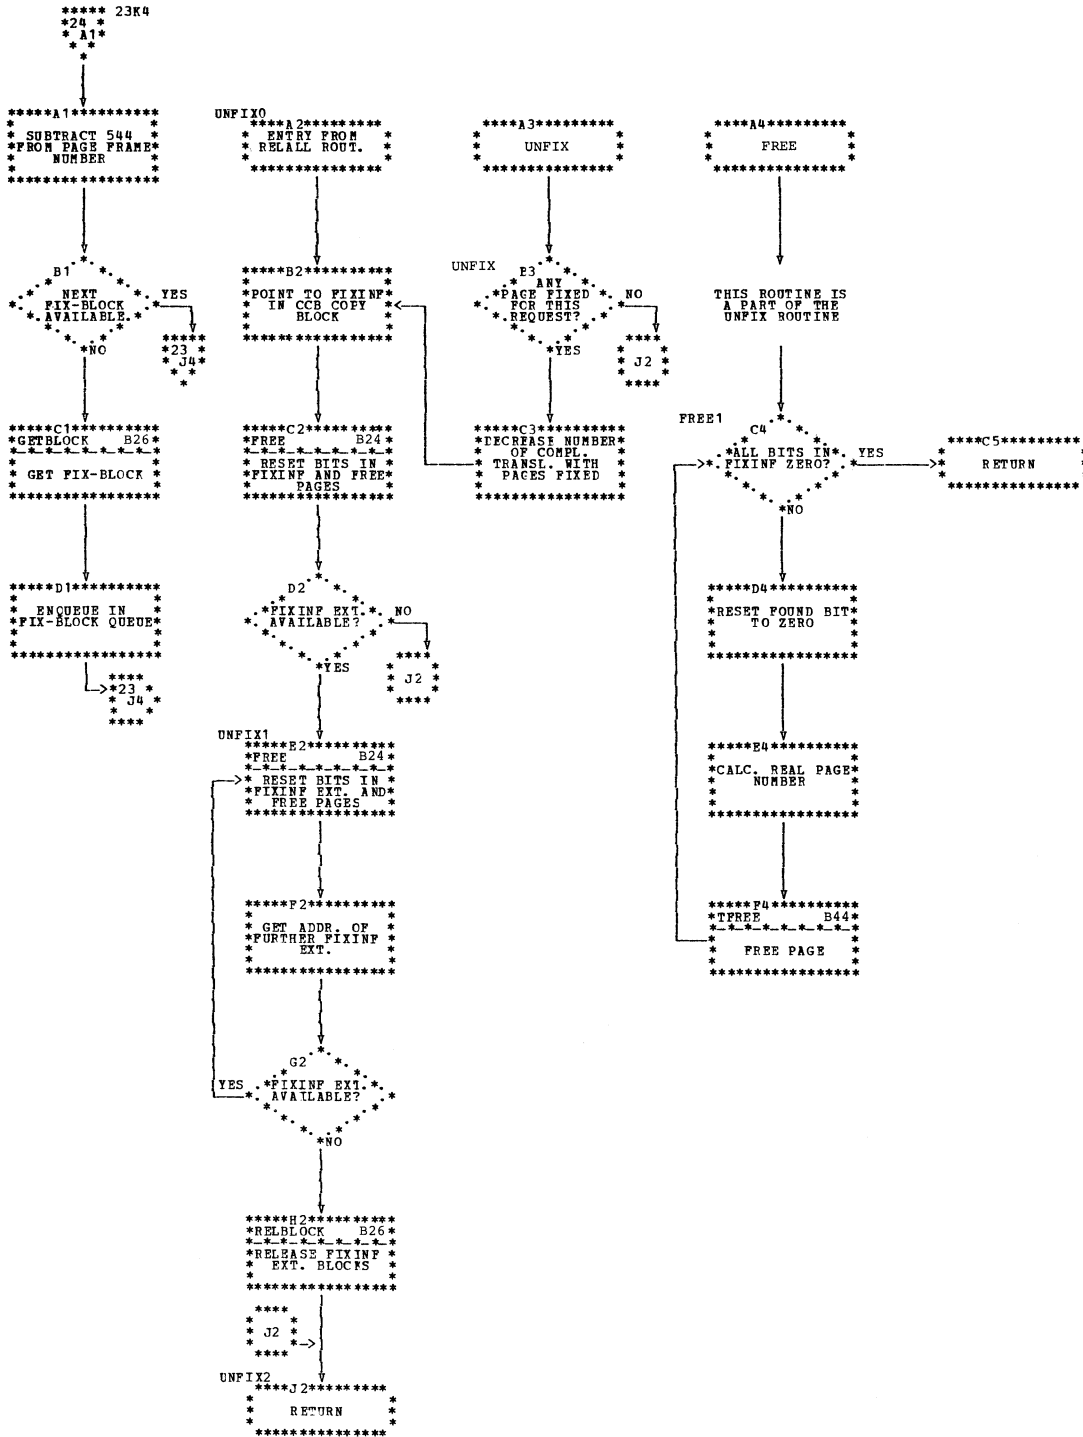 23K4
24
A1
A1
SUBTRACT 544
FROM PAGE FRAME
NUMBER
B1
NEXT
FIX-BLOCK
AVAILABLE
YES
NO
23
J4
C1
GETBLOCK B26
GET FIX-BLOCK
D1
ENQUEUE IN
FIX-BLOCK QUEUE
23
J4
UNFIX0
A2
ENTRY FROM
RELALL ROUT.
B2
POINT TO FIXINF
IN CCB COPY
BLOCK
C2
FREE B24
RESET BITS IN
FIXINF AND FREE
PAGES
D2
FIXINF EXT.
AVAILABLE?
NO
YES
J2
UNFIX1
E2
FREE B24
RESET BITS IN
FIXINF EXT. AND
FREE PAGES
F2
GET ADDR. OF
FURTHER FIXINF
EXT.
G2
YES
FIXINF EXT.
AVAILABLE?
NO
H2
RELBLOCK B26
RELEASE FIXINF
EXT. BLOCKS
J2
UNFIX2
J2
RETURN
A3
UNFIX
UNFIX
B3
ANY
PAGE FIXED
FOR THIS
REQUEST?
NO
YES
J2
C3
DECREASE NUMBER
OF COMPL.
TRANSL. WITH
PAGES FIXED
A4
FREE
THIS ROUTINE IS
A PART OF THE
UNFIX ROUTINE
FREE1
C4
ALL BITS IN
FIXINF ZERO?
YES
NO
C5
RETURN
D4
RESET FOUND BIT
TO ZERO
E4
CALC. REAL PAGE
NUMBER
F4
TFREE B44
FREE PAGE